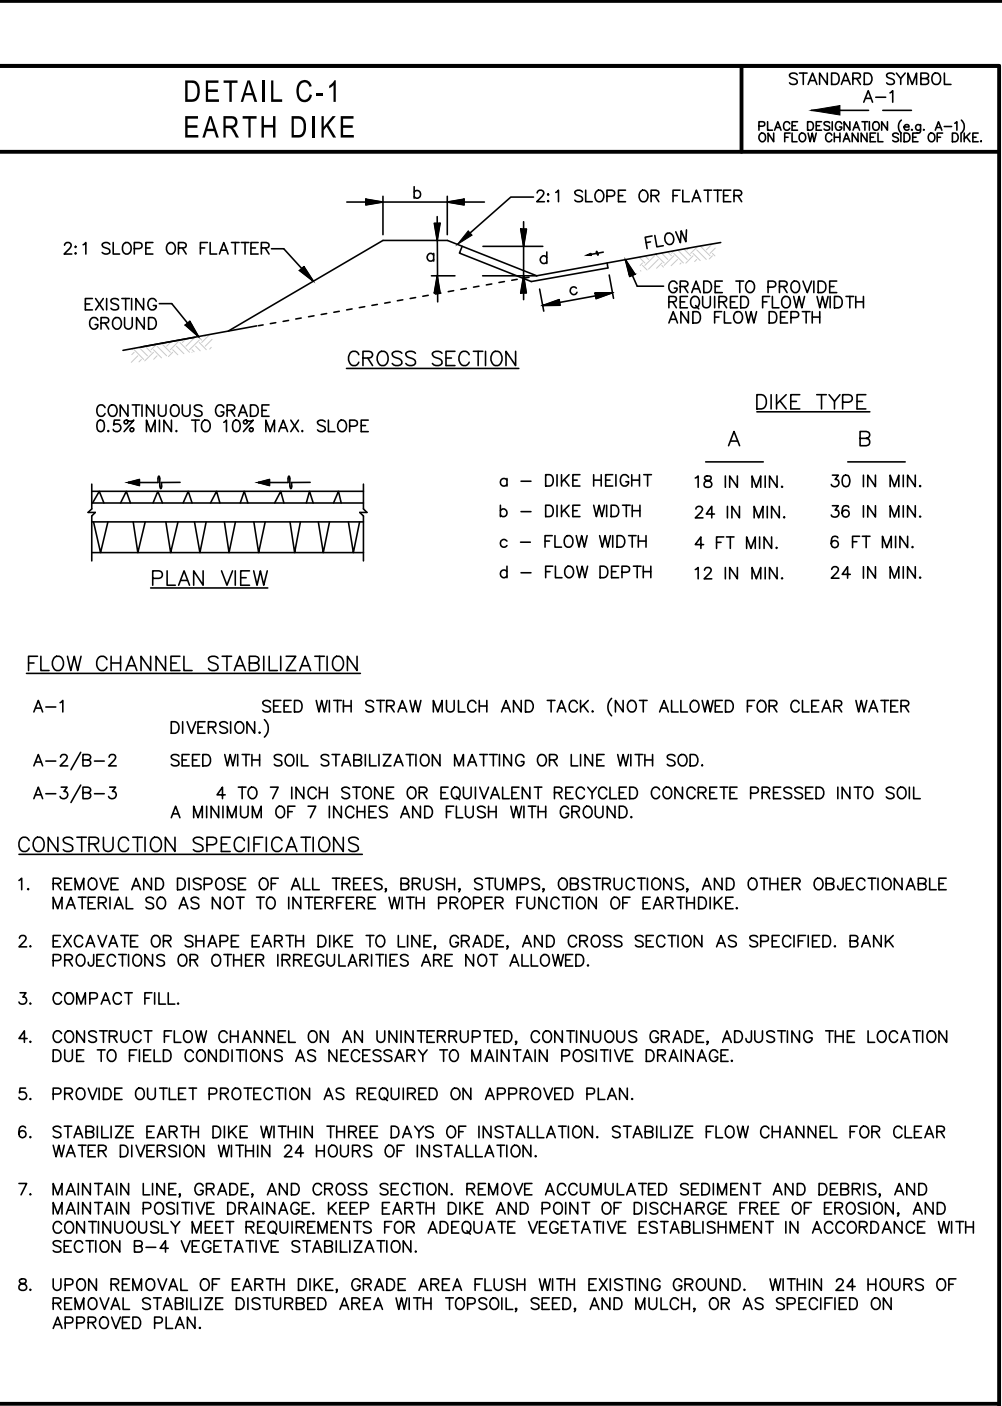 DETAIL C-1
EARTH DIKE
STANDARD SYMBOL
A-1
PLACE DESIGNATION (e.g. A-1)
ON FLOW CHANNEL SIDE OF DIKE.
b
2:1 SLOPE OR FLATTER
2:1 SLOPE OR FLATTER
a
d
FLOW
c
GRADE TO PROVIDE
REQUIRED FLOW WIDTH
AND FLOW DEPTH
EXISTING
GROUND
CROSS SECTION
CONTINUOUS GRADE
0.5% MIN. TO 10% MAX. SLOPE
PLAN VIEW
DIKE TYPE
A B
a - DIKE HEIGHT 18 IN MIN. 30 IN MIN.
b - DIKE WIDTH 24 IN MIN. 36 IN MIN.
c - FLOW WIDTH 4 FT MIN. 6 FT MIN.
d - FLOW DEPTH 12 IN MIN. 24 IN MIN.
FLOW CHANNEL STABILIZATION
A-1 SEED WITH STRAW MULCH AND TACK. (NOT ALLOWED FOR CLEAR WATER
DIVERSION.)
A-2/B-2 SEED WITH SOIL STABILIZATION MATTING OR LINE WITH SOD.
A-3/B-3 4 TO 7 INCH STONE OR EQUIVALENT RECYCLED CONCRETE PRESSED INTO SOIL
A MINIMUM OF 7 INCHES AND FLUSH WITH GROUND.
CONSTRUCTION SPECIFICATIONS
1. REMOVE AND DISPOSE OF ALL TREES, BRUSH, STUMPS, OBSTRUCTIONS, AND OTHER OBJECTIONABLE
MATERIAL SO AS NOT TO INTERFERE WITH PROPER FUNCTION OF EARTHDIKE.
2. EXCAVATE OR SHAPE EARTH DIKE TO LINE, GRADE, AND CROSS SECTION AS SPECIFIED. BANK
PROJECTIONS OR OTHER IRREGULARITIES ARE NOT ALLOWED.
3. COMPACT FILL.
4. CONSTRUCT FLOW CHANNEL ON AN UNINTERRUPTED, CONTINUOUS GRADE, ADJUSTING THE LOCATION
DUE TO FIELD CONDITIONS AS NECESSARY TO MAINTAIN POSITIVE DRAINAGE.
5. PROVIDE OUTLET PROTECTION AS REQUIRED ON APPROVED PLAN.
6. STABILIZE EARTH DIKE WITHIN THREE DAYS OF INSTALLATION. STABILIZE FLOW CHANNEL FOR CLEAR
WATER DIVERSION WITHIN 24 HOURS OF INSTALLATION.
7. MAINTAIN LINE, GRADE, AND CROSS SECTION. REMOVE ACCUMULATED SEDIMENT AND DEBRIS, AND
MAINTAIN POSITIVE DRAINAGE. KEEP EARTH DIKE AND POINT OF DISCHARGE FREE OF EROSION, AND
CONTINUOUSLY MEET REQUIREMENTS FOR ADEQUATE VEGETATIVE ESTABLISHMENT IN ACCORDANCE WITH
SECTION B-4 VEGETATIVE STABILIZATION.
8. UPON REMOVAL OF EARTH DIKE, GRADE AREA FLUSH WITH EXISTING GROUND. WITHIN 24 HOURS OF
REMOVAL STABILIZE DISTURBED AREA WITH TOPSOIL, SEED, AND MULCH, OR AS SPECIFIED ON
APPROVED PLAN.